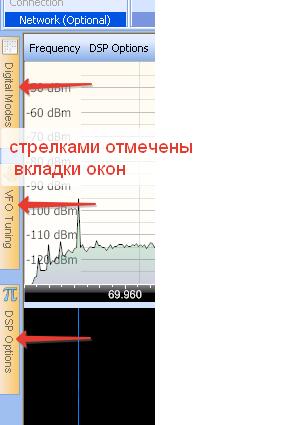 Connection
Network (Optional)
Frequency DSP Options
Digital Modes
-50 dBm
-60 dBm
-70 dBm
стрелками отмечены
вкладки окон
-90 dBm
VFO Tuning
-100 dBm
-110 dBm
-120 dBm
69.960
π DSP Options